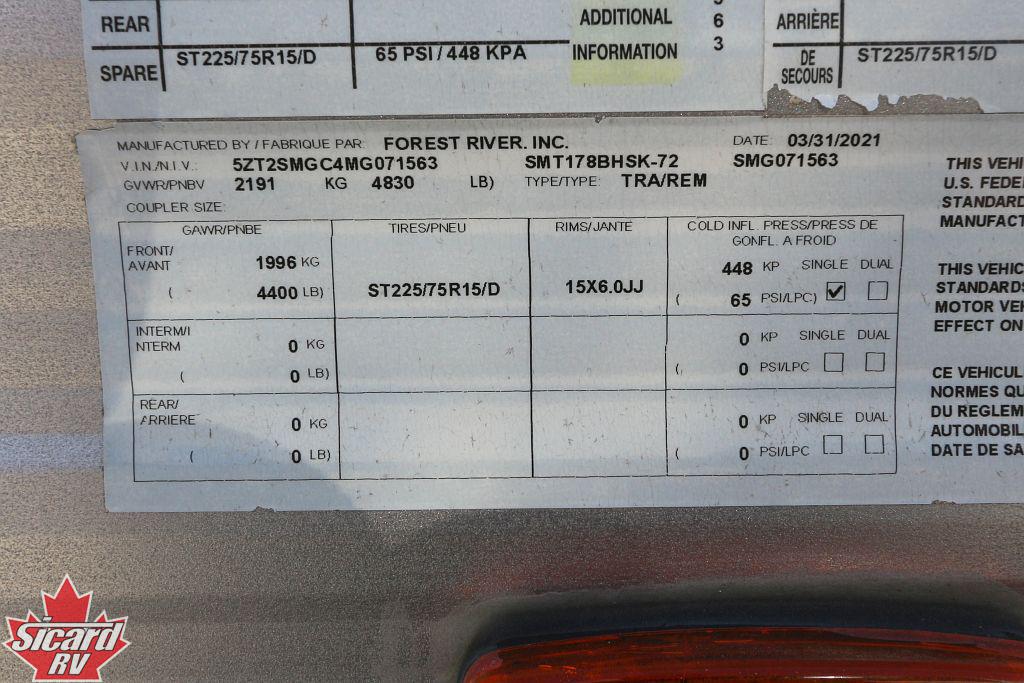 REAR
SPARE ST225/75R15/D 65 PSI / 448 KPA
ADDITIONAL
INFORMATION
6
3
ARRIÈRE
DE
SECOURS
ST225/75R15/D
MANUFACTURED BY / FABRIQUE PAR: FOREST RIVER. INC. DATE: 03/31/2021
V.I.N./N.I.V.: 5ZT2SMGC4MG071563 SMT178BHSK-72 SMG071563
GVWR/PNBV 2191 KG 4830 LB) TYPE/TYPE: TRA/REM
COUPLER SIZE:
GAWR/PNBE TIRES/PNEU RIMS/JANTE COLD INFL. PRESS/PRESS DE
GONFL. A FROID
FRONT/
AVANT 1996 KG 448 KP SINGLE DUAL
( 4400 LB) ST225/75R15/D 15X6.0JJ ( 65 PSI/LPC)
INTERM/I
NTERM 0 KG 0 KP SINGLE DUAL
( 0 LB) ( 0 PSI/LPC
REAR/
ARRIERE 0 KG 0 KP SINGLE DUAL
( 0 LB) ( 0 PSI/LPC
THIS VEHI
U.S. FEDE
STANDARD
MANUFACT
THIS VEHIC
STANDARDS
MOTOR VEH
EFFECT ON
CE VEHICUL
NORMES QU
DU REGLEM
AUTOMOBIL
DATE DE SA
Sicard
RV